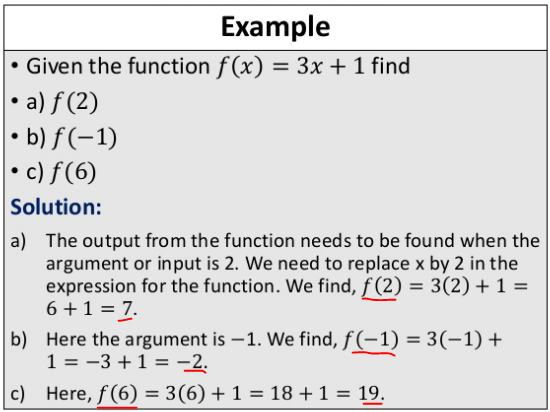 Example
• Given the function f(x) = 3x + 1 find
• a) f(2)
• b) f(−1)
• c) f(6)
Solution:
a) The output from the function needs to be found when the
argument or input is 2. We need to replace x by 2 in the
expression for the function. We find, f(2) = 3(2) + 1 =
6 + 1 = 7.
b) Here the argument is −1. We find, f(−1) = 3(−1) +
1 = −3 + 1 = −2.
c) Here, f(6) = 3(6) + 1 = 18 + 1 = 19.